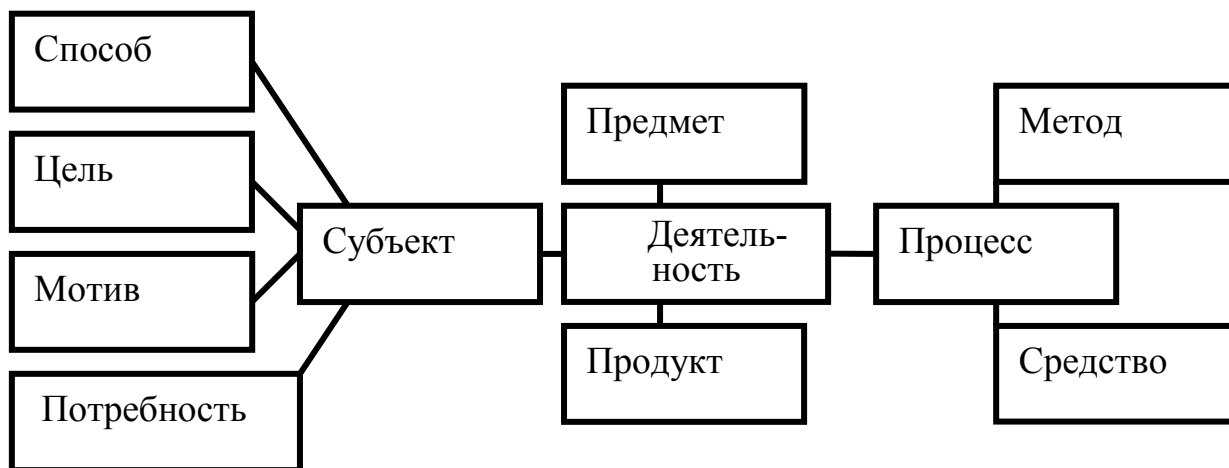 Способ
Цель
Мотив
Потребность
Субъект
Предмет
Деятель-
ность
Продукт
Процесс
Метод
Средство